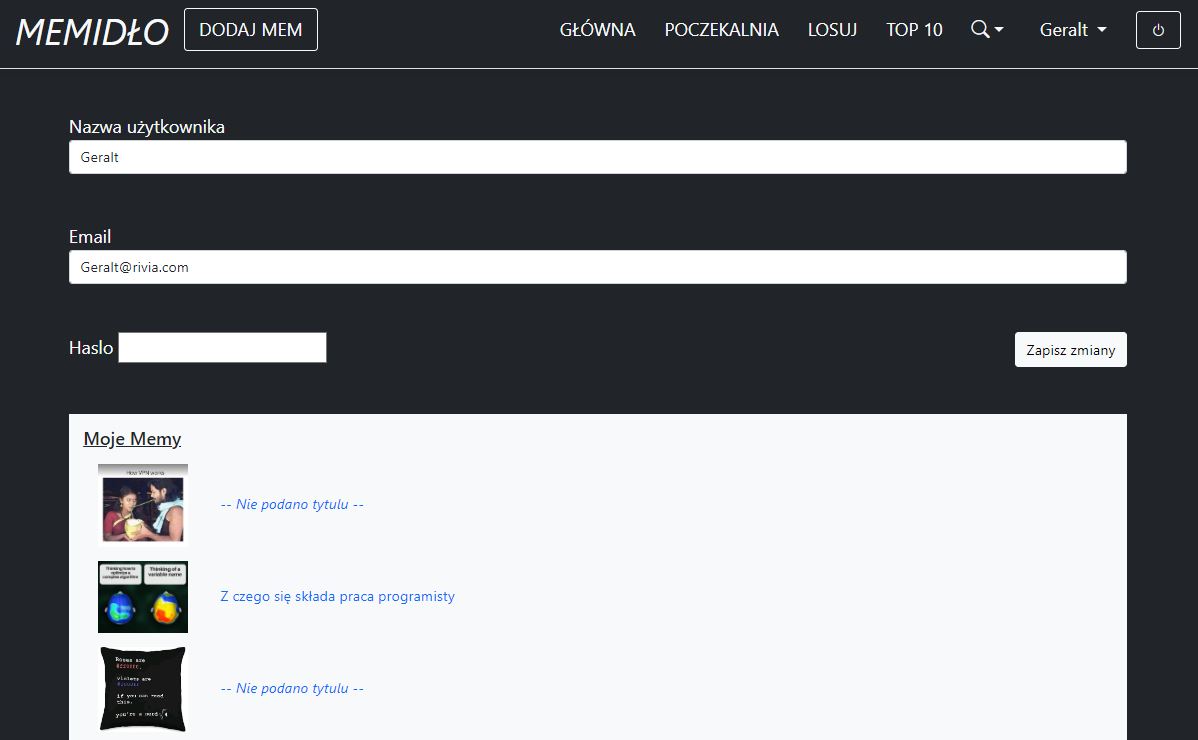 MEMIDŁO DODAJ MEM GŁÓWNA POCZEKALNIA LOSUJ TOP 10 Geralt
Nazwa użytkownika
Geralt
Email
Geralt@rivia.com
Haslo Zapisz zmiany
Moje Memy
How VPN works
-- Nie podano tytulu --
Thinking how to
optimize a
complex algorithm
Thinking of a
variable name
Z czego się składa praca programisty
Roses are
violets are
if you can read
this,
you're a nerd
-- Nie podano tytulu --